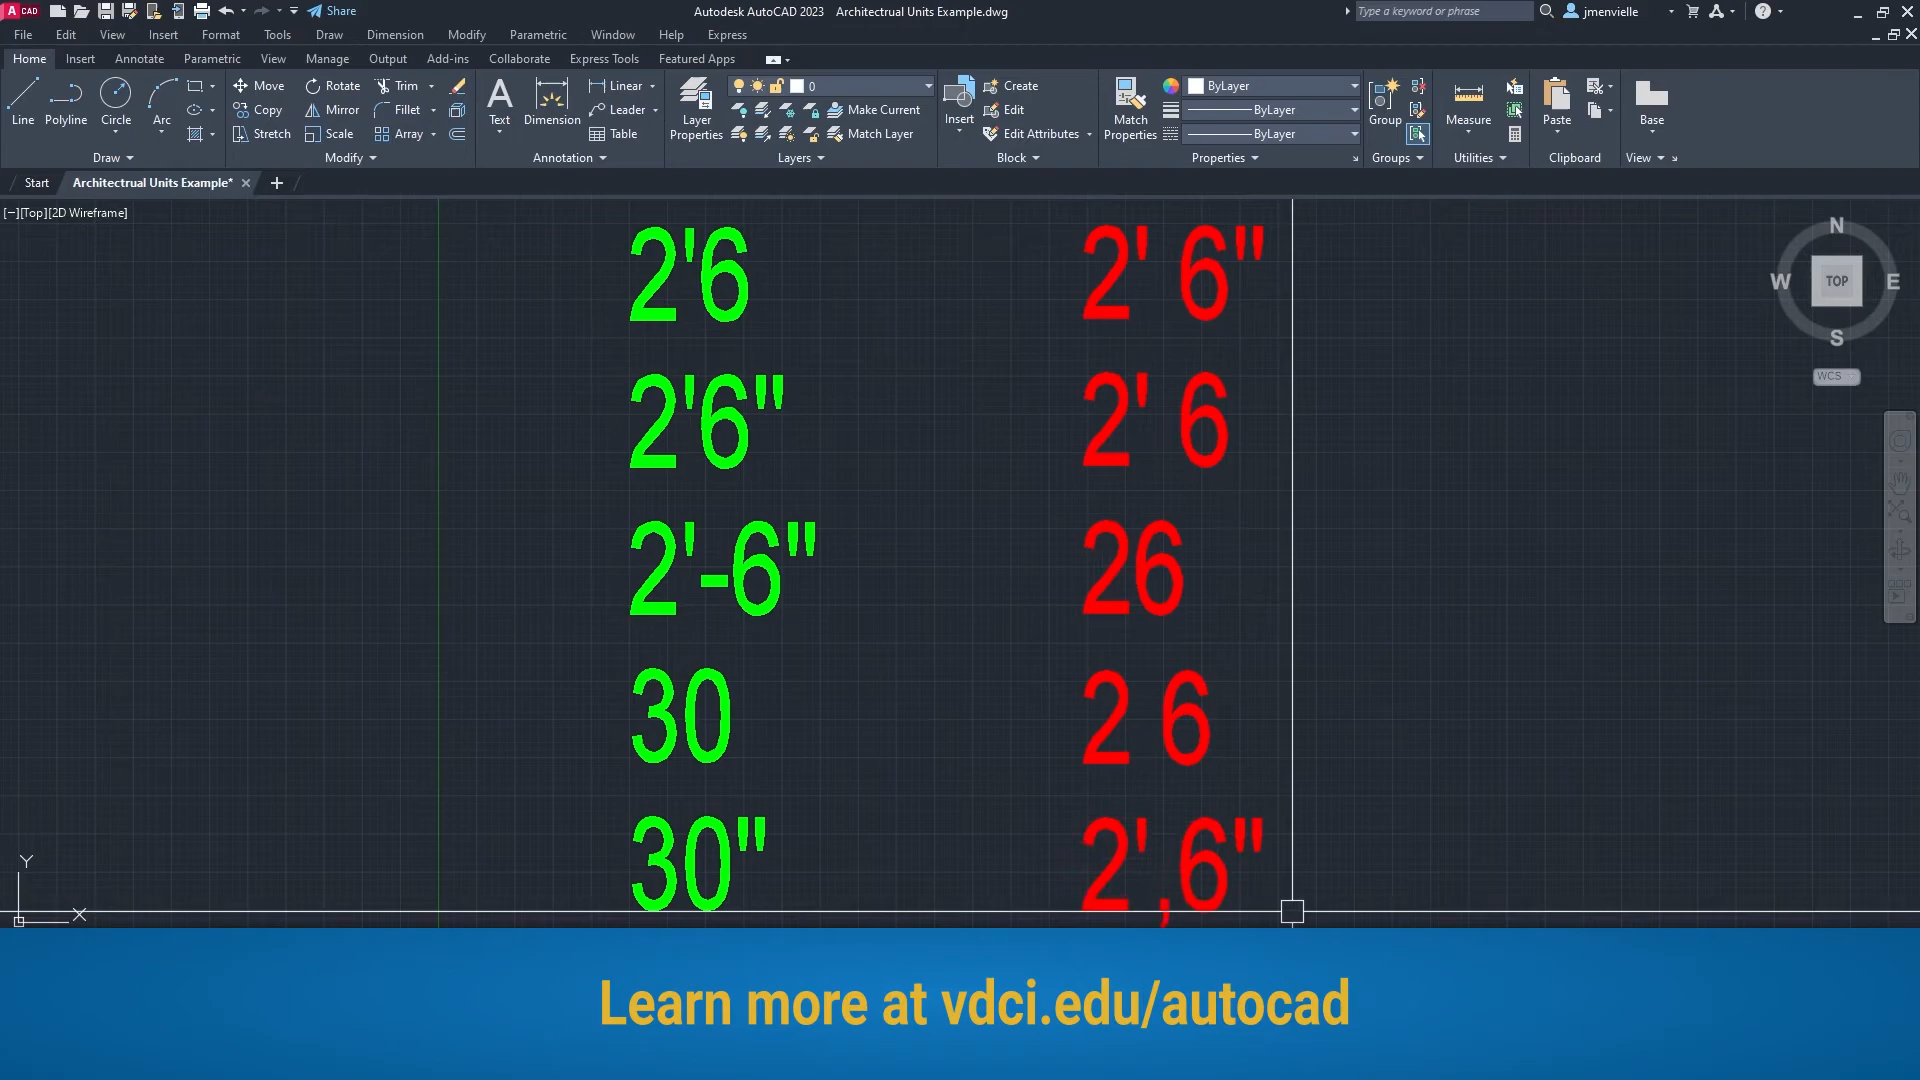 A CAD Share Autodesk AutoCAD 2023 Architectrual Units Example.dwg Type a keyword or phrase jmenvielle
File Edit View Insert Format Tools Draw Dimension Modify Parametric Window Help Express
Home Insert Annotate Parametric View Manage Output Add-ins Collaborate Express Tools Featured Apps
Line Polyline Circle Arc
Move Rotate Trim
Copy Mirror Fillet
Stretch Scale Array
Text Dimension
Linear
Leader
Table
Layer Properties
0
Make Current
Match Layer
Insert
Create
Edit
Edit Attributes
Match Properties
ByLayer
ByLayer
ByLayer
Group
Measure
Paste
Base
Draw Modify Annotation Layers Block Properties Groups Utilities Clipboard View
Start Architectrual Units Example* +
[−][Top][2D Wireframe]
2'6 2' 6"
2'6" 2' 6
2'-6" 26
30 2 6
30" 2' ,6"
N
W TOP E
S
WCS
Y
X
Learn more at vdci.edu/autocad